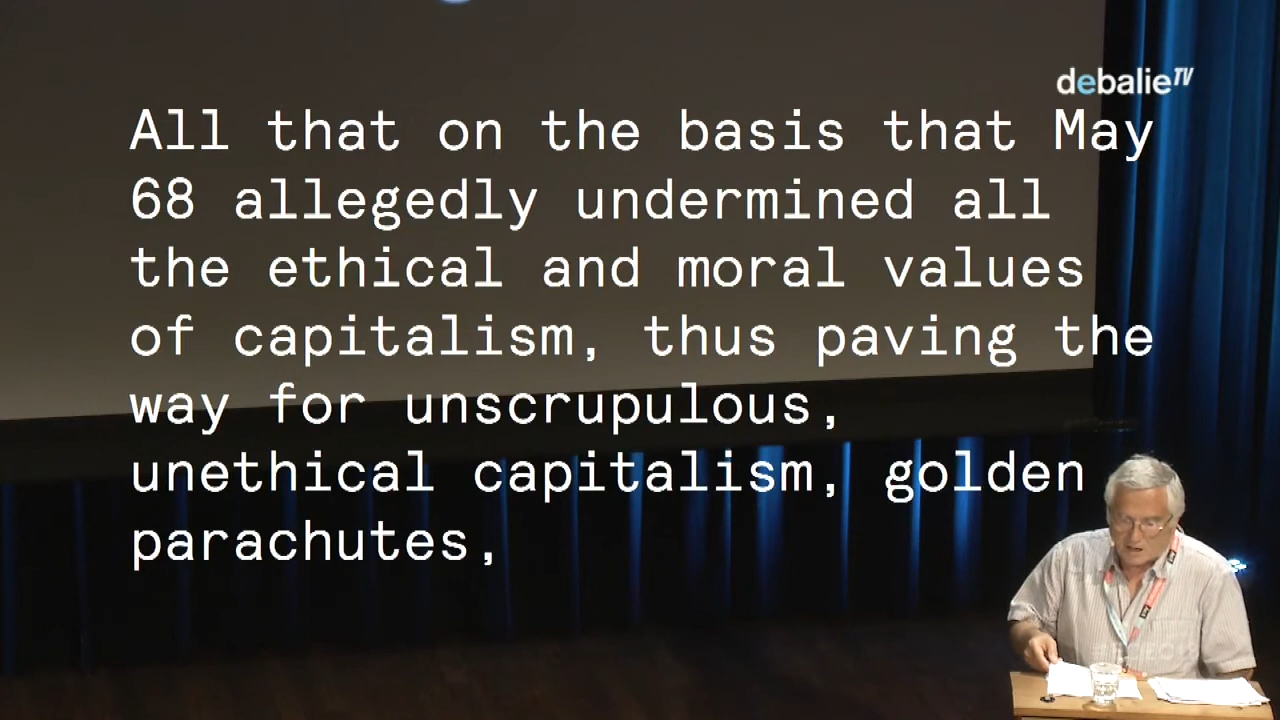 debalieTV
All that on the basis that May
68 allegedly undermined all
the ethical and moral values
of capitalism, thus paving the
way for unscrupulous,
unethical capitalism, golden
parachutes,